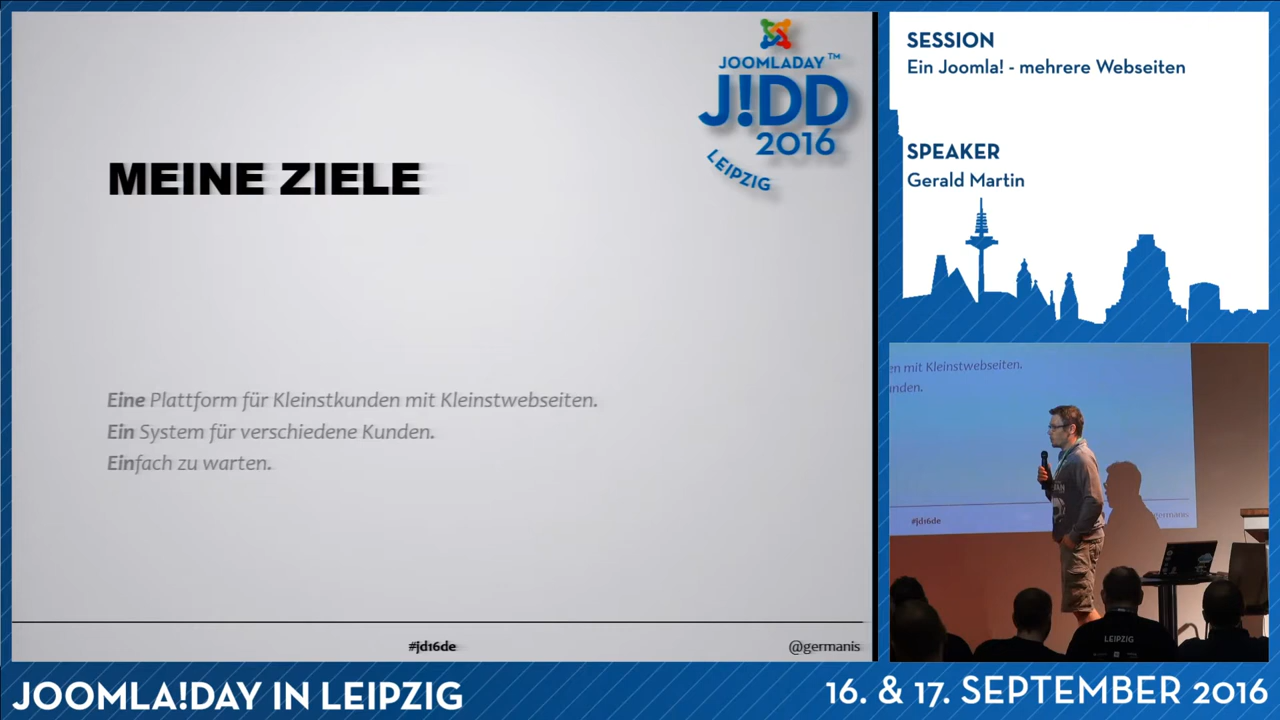 JOOMLADAY™
J!DD
2016
LEIPZIG
MEINE ZIELE
Eine Plattform für Kleinstkunden mit Kleinstwebseiten.
Ein System für verschiedene Kunden.
Einfach zu warten.
#jd16de
@germanis
SESSION
Ein Joomla! - mehrere Webseiten
SPEAKER
Gerald Martin
en mit Kleinstwebseiten.
unden.
#jd16de
germanis
LEIPZIG
JOOMLA!DAY IN LEIPZIG
16. & 17. SEPTEMBER 2016